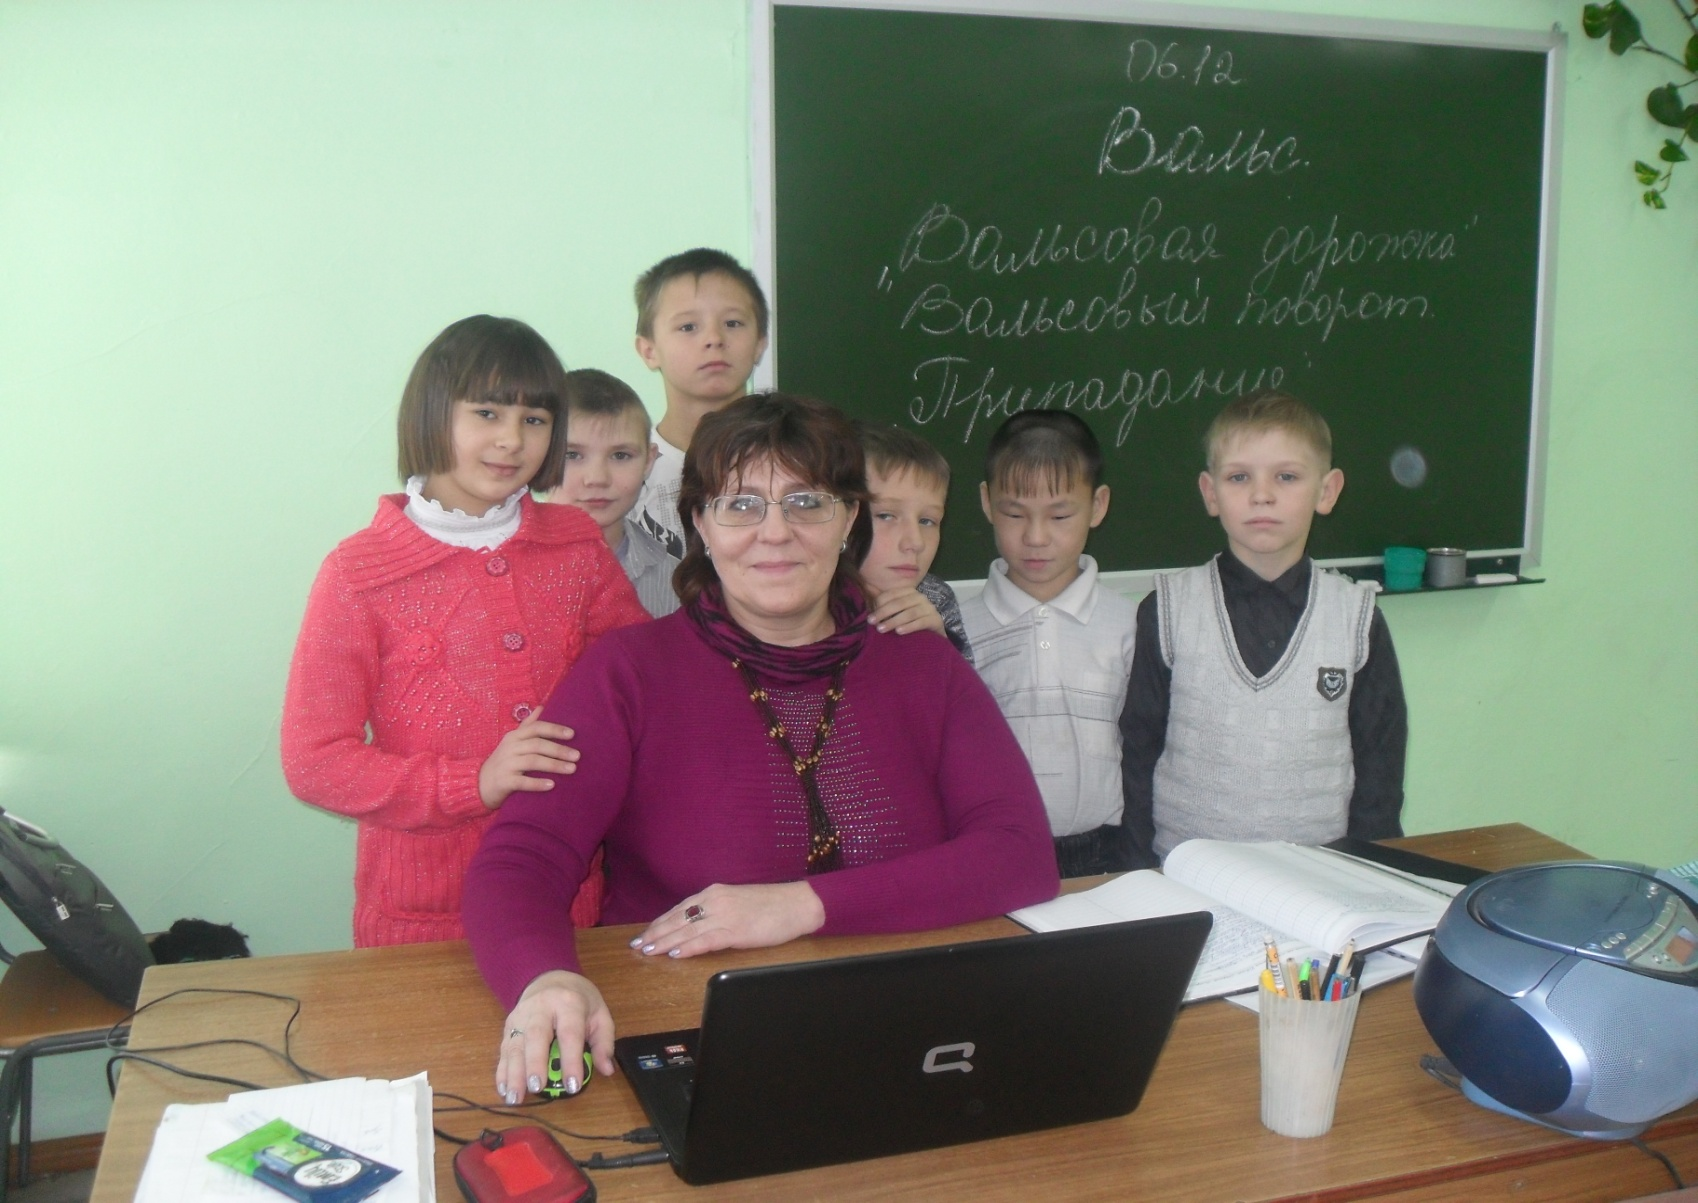 06.12
Вальс.
„Вальсовая дорожка"
Вальсовый поворот.
„Припадание"